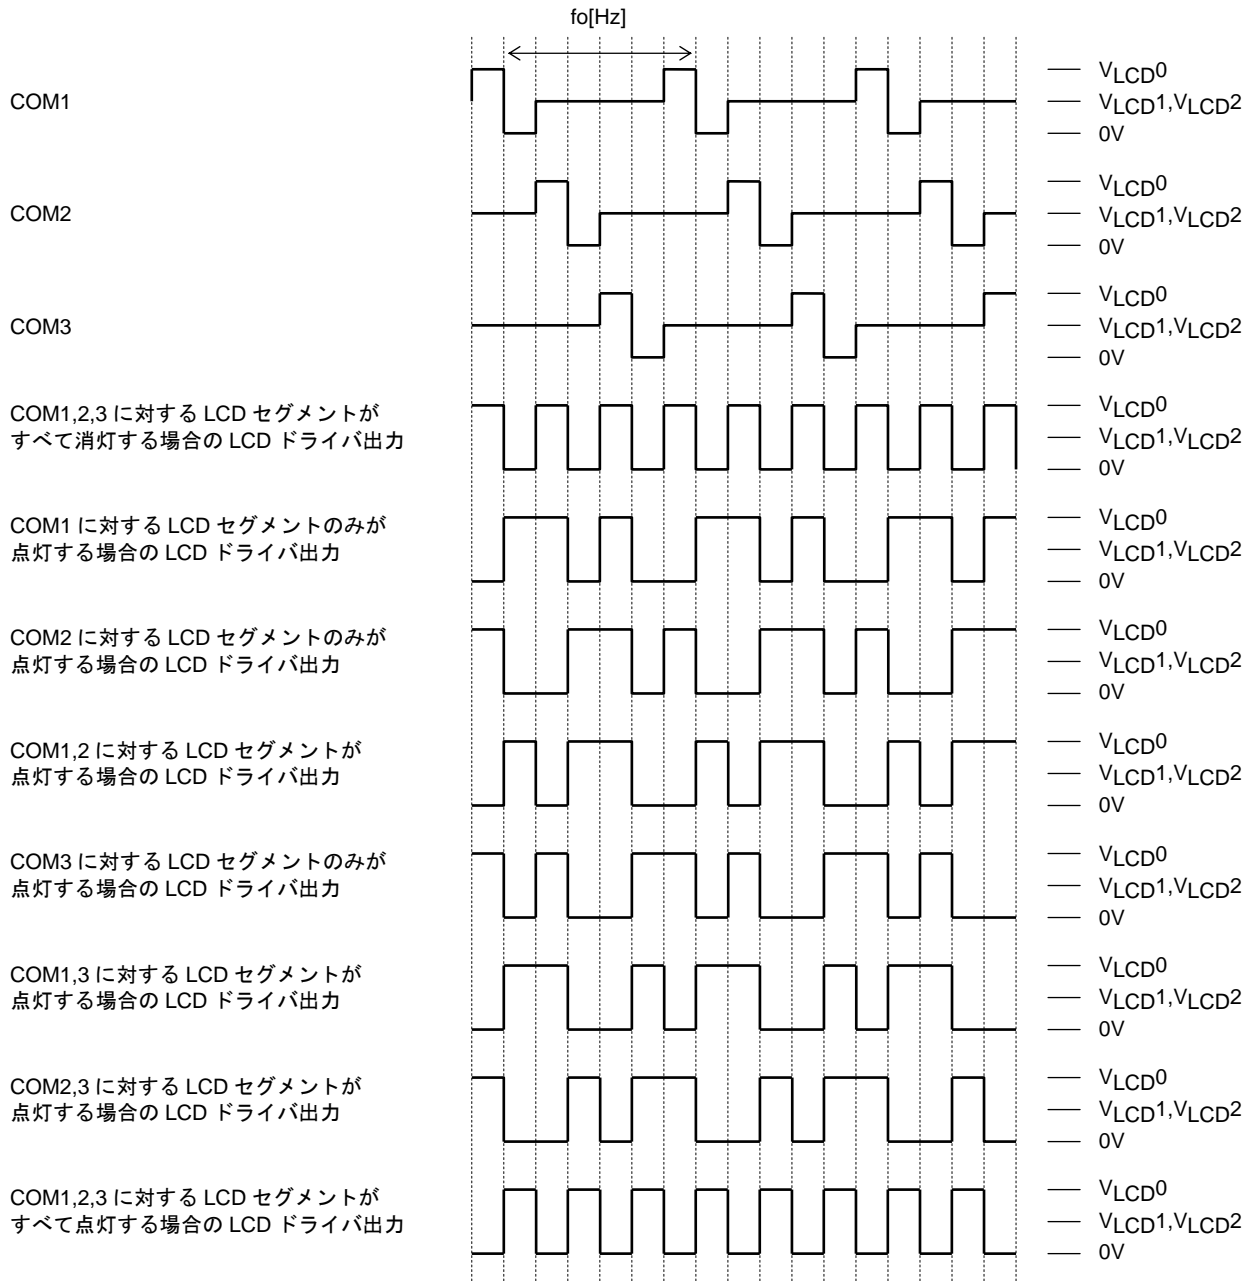 fo[Hz]
COM1
VLCD0
VLCD1,VLCD2
0V
COM2
VLCD0
VLCD1,VLCD2
0V
COM3
VLCD0
VLCD1,VLCD2
0V
COM1,2,3 に対する LCD セグメントが
すべて消灯する場合の LCD ドライバ出力
VLCD0
VLCD1,VLCD2
0V
COM1 に対する LCD セグメントのみが
点灯する場合の LCD ドライバ出力
VLCD0
VLCD1,VLCD2
0V
COM2 に対する LCD セグメントのみが
点灯する場合の LCD ドライバ出力
VLCD0
VLCD1,VLCD2
0V
COM1,2 に対する LCD セグメントが
点灯する場合の LCD ドライバ出力
VLCD0
VLCD1,VLCD2
0V
COM3 に対する LCD セグメントのみが
点灯する場合の LCD ドライバ出力
VLCD0
VLCD1,VLCD2
0V
COM1,3 に対する LCD セグメントが
点灯する場合の LCD ドライバ出力
VLCD0
VLCD1,VLCD2
0V
COM2,3 に対する LCD セグメントが
点灯する場合の LCD ドライバ出力
VLCD0
VLCD1,VLCD2
0V
COM1,2,3 に対する LCD セグメントが
すべて点灯する場合の LCD ドライバ出力
VLCD0
VLCD1,VLCD2
0V